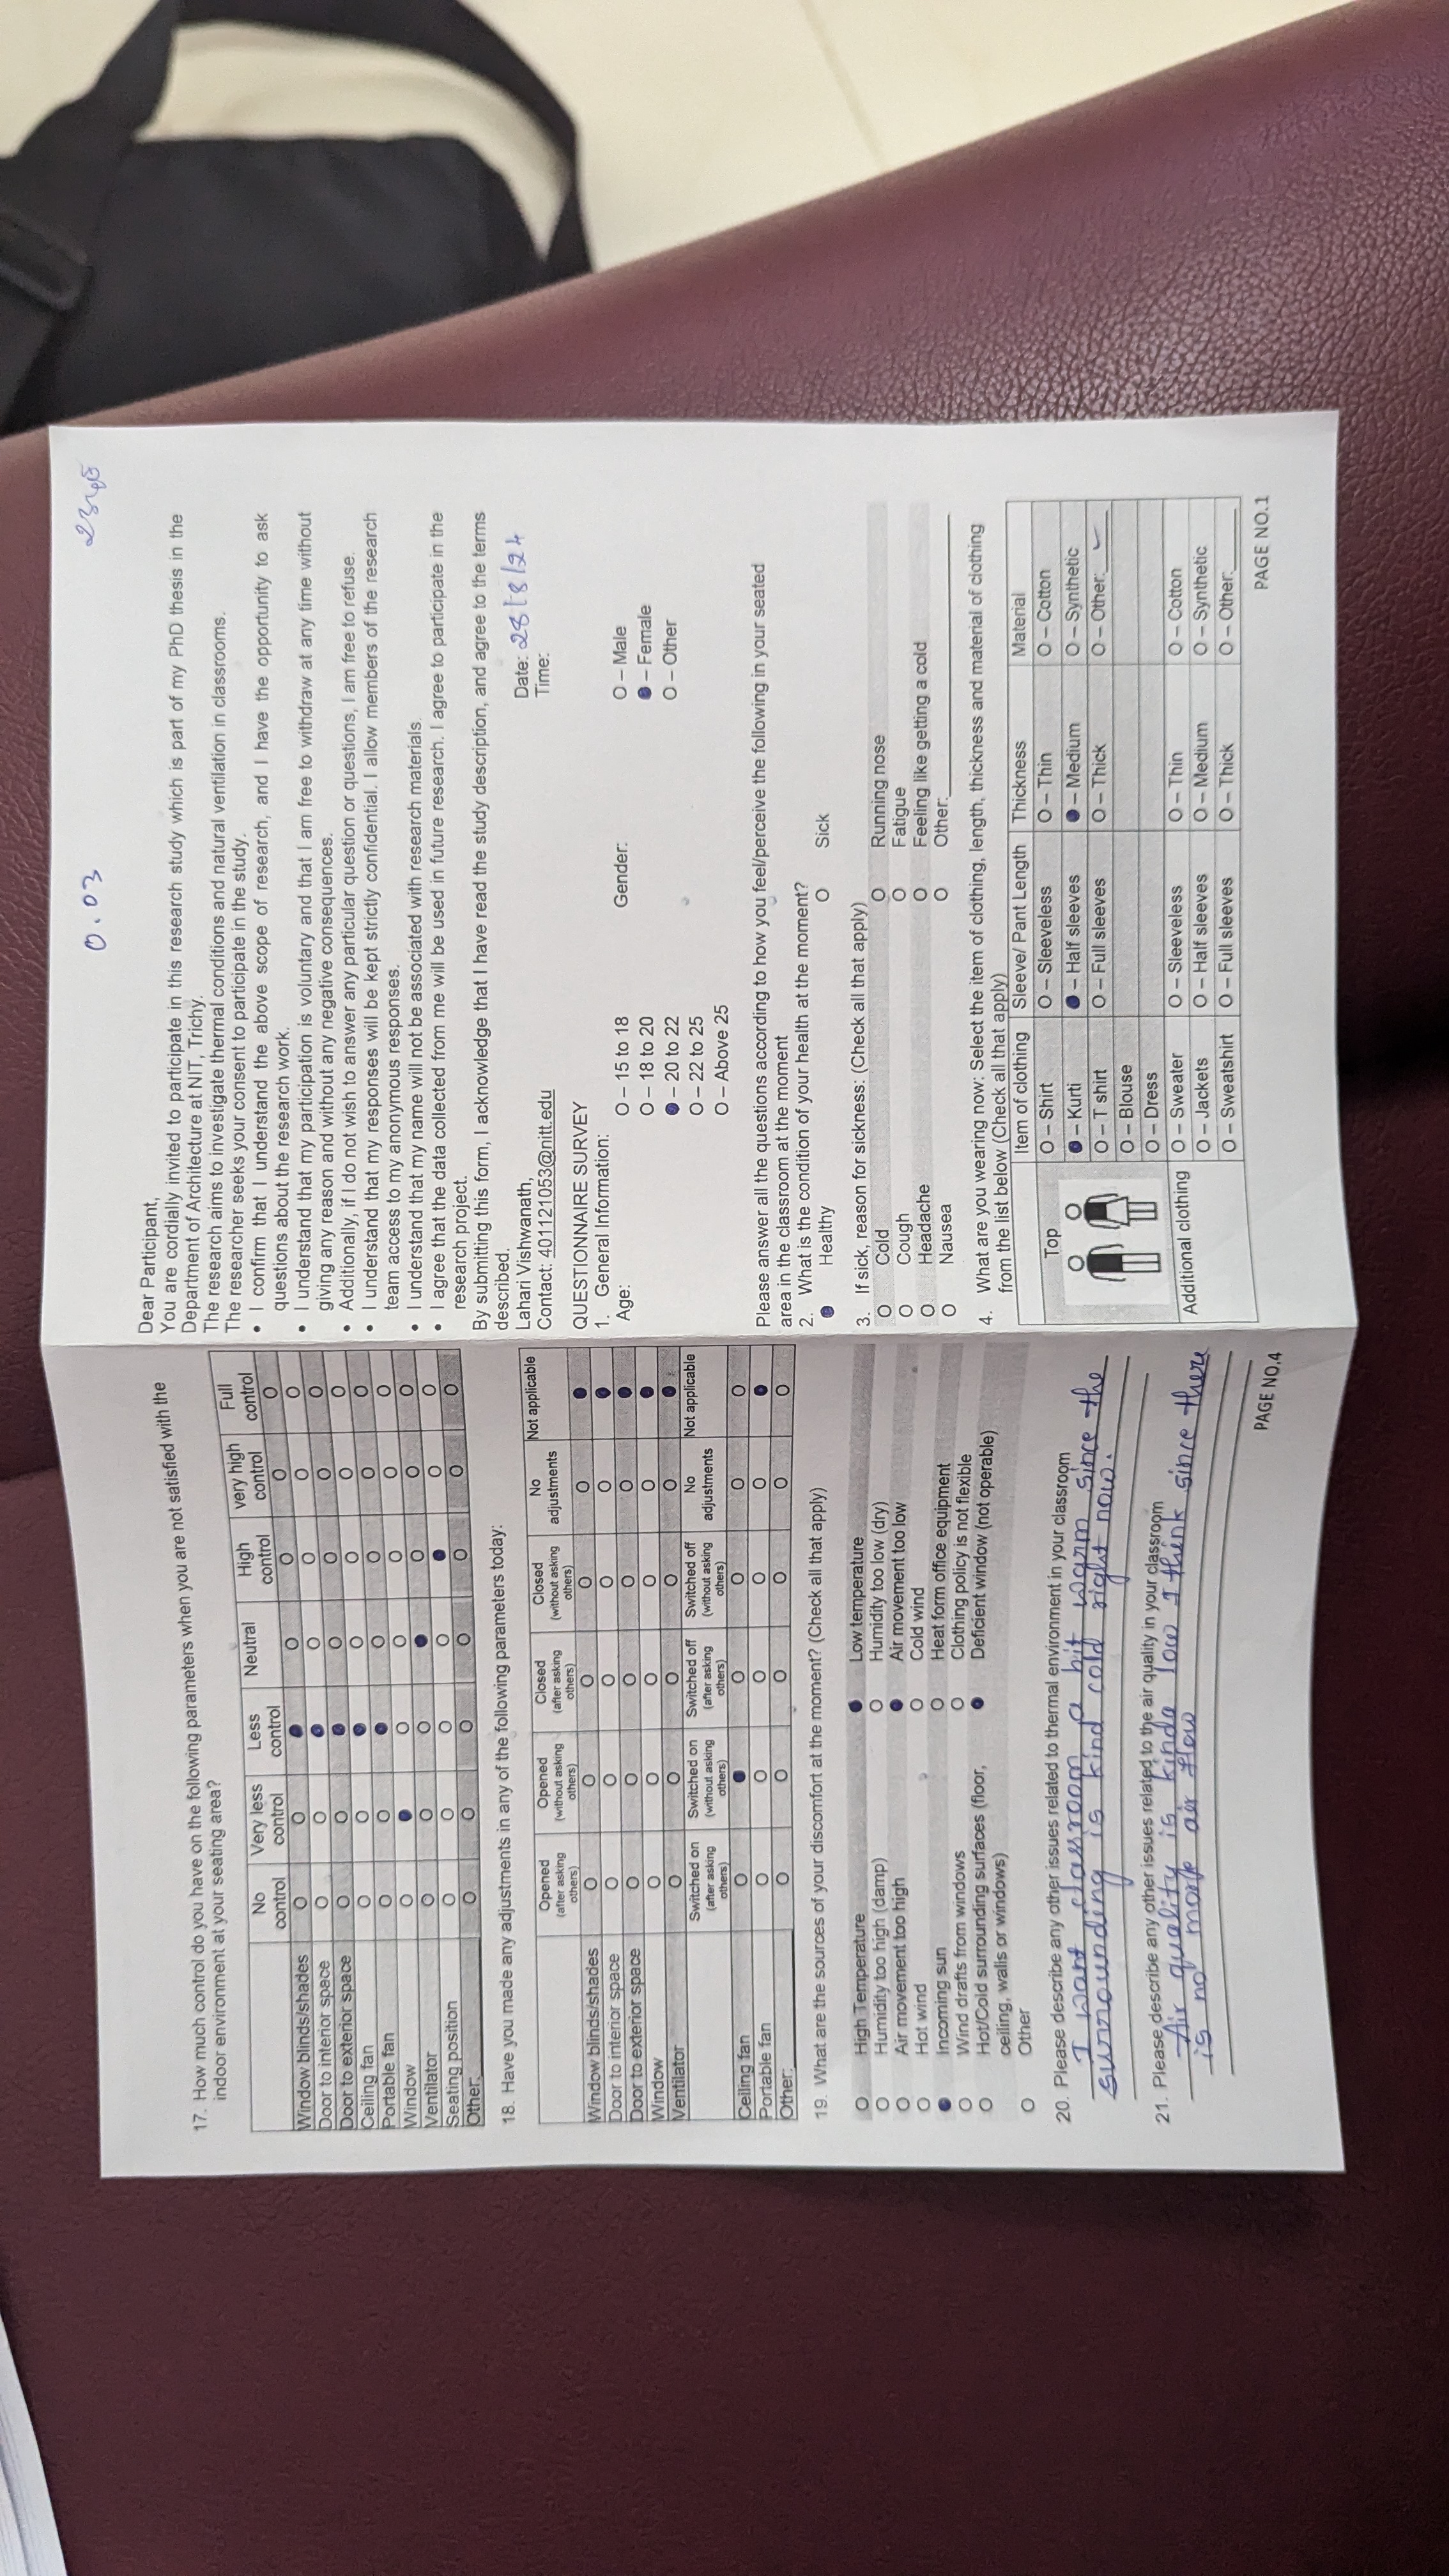 17. How much control do you have on the following parameters when you are not satisfied with the
indoor environment at your seating area?
No control Very less control Less control Neutral High control very high control Full control
Window blinds/shades O O ● O O O O
Door to interior space O O ● O O O O
Door to exterior space O O ● O O O O
Ceiling fan O O ● O O O O
Portable fan O O ● O O O O
Window O ● O O O O O
Ventilator O O O ● O O O
Seating position O O O O ● O O
Other: O O O O O O O
18. Have you made any adjustments in any of the following parameters today:
Opened (after asking others) Opened (without asking others) Closed (after asking others) Closed (without asking others) No adjustments Not applicable
Window blinds/shades O O O O O ●
Door to interior space O O O O O ●
Door to exterior space O O O O O ●
Window O O O O O ●
Ventilator O O O O O ●
Switched on (after asking others) Switched on (without asking others) Switched off (after asking others) Switched off (without asking others) No adjustments Not applicable
Ceiling fan O ● O O O O
Portable fan O O O O O ●
Other: O O O O O O
19. What are the sources of your discomfort at the moment? (Check all that apply)
O High Temperature ● Low temperature
O Humidity too high (damp) O Humidity too low (dry)
O Air movement too high ● Air movement too low
O Hot wind O Cold wind
● Incoming sun O Heat form office equipment
O Wind drafts from windows O Clothing policy is not flexible
O Hot/Cold surrounding surfaces (floor, ● Deficient window (not operable)
ceiling, walls or windows)
O Other
20. Please describe any other issues related to thermal environment in your classroom
I want classroom a bit warm since the
surrounding is kind cold right now.
21. Please describe any other issues related to the air quality in your classroom
Air quality is kinda low I think since there
is no more air flow
PAGE NO.4
0.03
Dear Participant,
You are cordially invited to participate in this research study which is part of my PhD thesis in the
Department of Architecture at NIT, Trichy.
The research aims to investigate thermal conditions and natural ventilation in classrooms.
The researcher seeks your consent to participate in the study.
• I confirm that I understand the above scope of research, and I have the opportunity to ask
questions about the research work.
• I understand that my participation is voluntary and that I am free to withdraw at any time without
giving any reason and without any negative consequences.
• Additionally, if I do not wish to answer any particular question or questions, I am free to refuse.
• I understand that my responses will be kept strictly confidential. I allow members of the research
team access to my anonymous responses.
• I understand that my name will not be associated with research materials.
• I agree that the data collected from me will be used in future research. I agree to participate in the
research project.
By submitting this form, I acknowledge that I have read the study description, and agree to the terms
described.
Lahari Vishwanath, Date: 28/8/24
Contact: 401121053@nitt.edu Time:
QUESTIONNAIRE SURVEY
1. General Information:
Age: O – 15 to 18 Gender: O – Male
O – 18 to 20 ● – Female
● – 20 to 22 O – Other
O – 22 to 25
O – Above 25
Please answer all the questions according to how you feel/perceive the following in your seated
area in the classroom at the moment
2. What is the condition of your health at the moment?
● Healthy O Sick
3. If sick, reason for sickness: (Check all that apply)
O Cold O Running nose
O Cough O Fatigue
O Headache O Feeling like getting a cold
O Nausea O Other:
4. What are you wearing now: Select the item of clothing, length, thickness and material of clothing
from the list below (Check all that apply)
Item of clothing Sleeve/ Pant Length Thickness Material
Top O – Shirt O – Sleeveless O – Thin O – Cotton
● – Kurti ● – Half sleeves ● – Medium O – Synthetic
O – T shirt O – Full sleeves O – Thick O – Other: ✓
O – Blouse
O – Dress
Additional clothing O – Sweater O – Sleeveless O – Thin O – Cotton
O – Jackets O – Half sleeves O – Medium O – Synthetic
O – Sweatshirt O – Full sleeves O – Thick O – Other:
PAGE NO.1